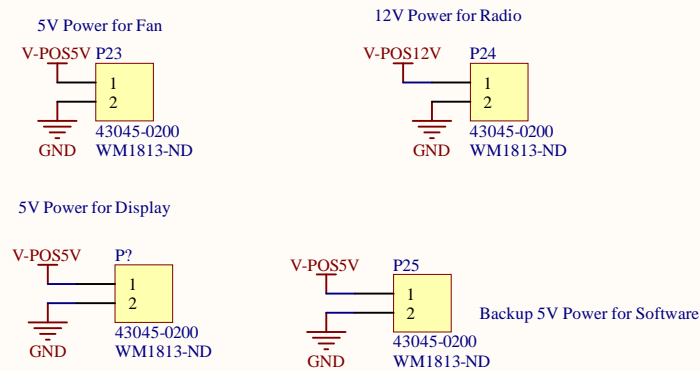 5V Power for Fan
V-POS5V P23
1
2
43045-0200
GND WM1813-ND
12V Power for Radio
V-POS12V P24
1
2
43045-0200
GND WM1813-ND
5V Power for Display
V-POS5V P?
1
2
43045-0200
GND WM1813-ND
V-POS5V P25
1
2
43045-0200
GND WM1813-ND
Backup 5V Power for Software